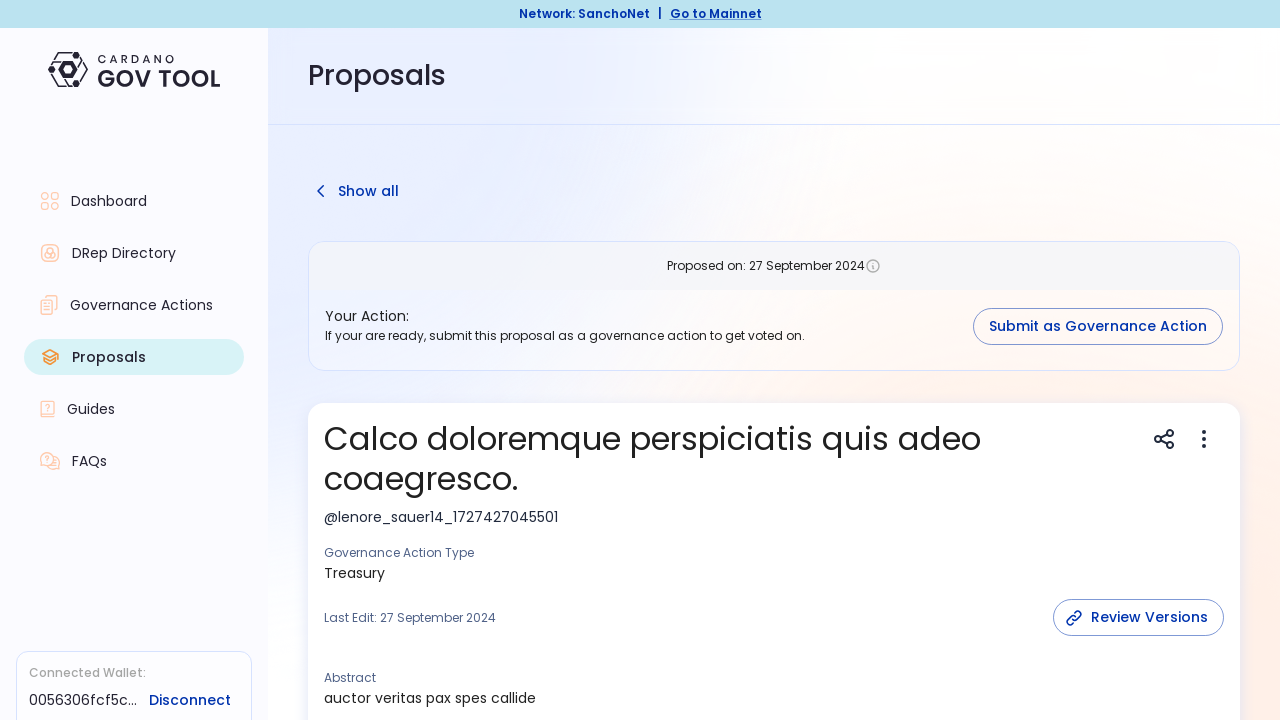 Network: SanchoNet | Go to Mainnet
CARDANO
GOV TOOL
Proposals
Dashboard
DRep Directory
Governance Actions
Proposals
Guides
FAQs
Connected Wallet:
0056306fcf5c... Disconnect
Show all
Proposed on: 27 September 2024
Your Action:
If your are ready, submit this proposal as a governance action to get voted on.
Submit as Governance Action
Calco doloremque perspiciatis quis adeo
coaegresco.
@lenore_sauer14_1727427045501
Governance Action Type
Treasury
Last Edit: 27 September 2024
Review Versions
Abstract
auctor veritas pax spes callide